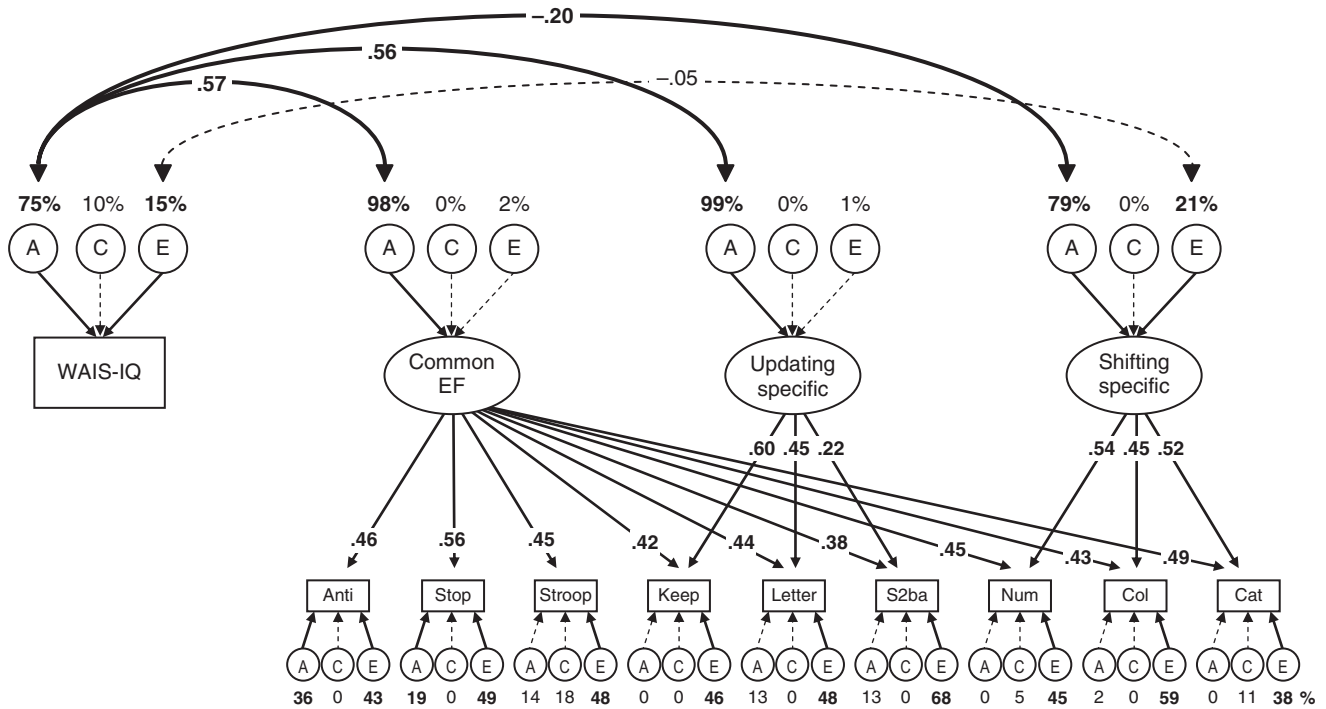 –.20
.56
.57
–.05
75% 10% 15% 98% 0% 2% 99% 0% 1% 79% 0% 21%
A C E A C E A C E A C E
WAIS-IQ
Common
EF
Updating
specific
Shifting
specific
.60 .45 .22 .54 .45 .52
.46 .56 .45 .42 .44 .38 .45 .43 .49
Anti Stop Stroop Keep Letter S2ba Num Col Cat
A C E A C E A C E A C E A C E A C E A C E A C E A C E
36 0 43 19 0 49 14 18 48 0 0 46 13 0 48 13 0 68 0 5 45 2 0 59 0 11 38 %